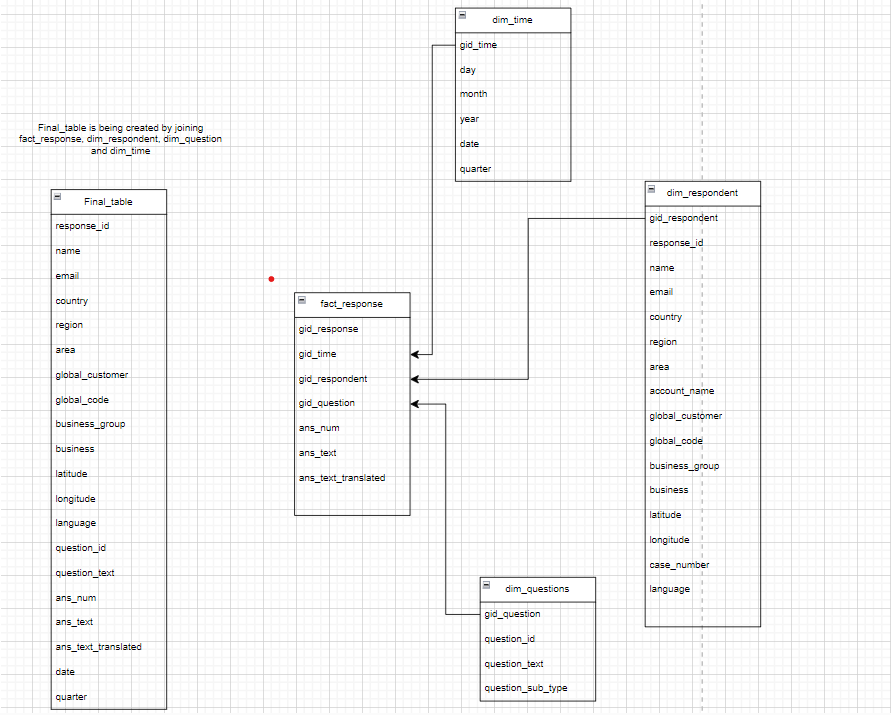 dim_time
gid_time
day
month
year
date
quarter
Final_table is being created by joining
fact_response, dim_respondent, dim_question
and dim_time
Final_table
response_id
name
email
country
region
area
global_customer
global_code
business_group
business
latitude
longitude
language
question_id
question_text
ans_num
ans_text
ans_text_translated
date
quarter
fact_response
gid_response
gid_time
gid_respondent
gid_question
ans_num
ans_text
ans_text_translated
dim_respondent
gid_respondent
response_id
name
email
country
region
area
account_name
global_customer
global_code
business_group
business
latitude
longitude
case_number
language
dim_questions
gid_question
question_id
question_text
question_sub_type